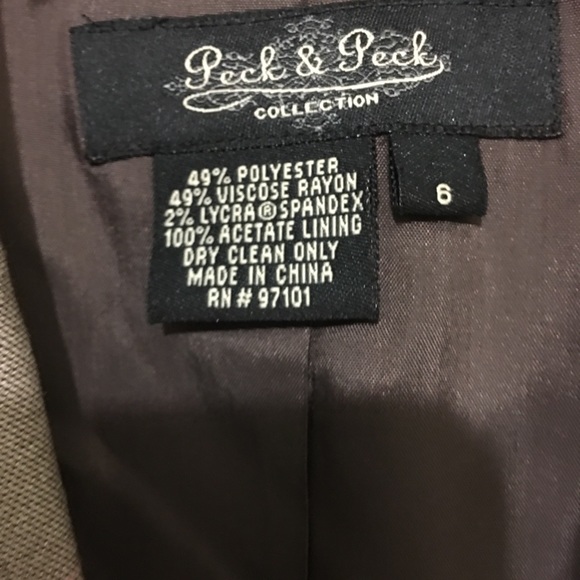 Peck & Peck
COLLECTION
49% POLYESTER
49% VISCOSE RAYON
2% LYCRA® SPANDEX
100% ACETATE LINING
DRY CLEAN ONLY
MADE IN CHINA
RN # 97101
6